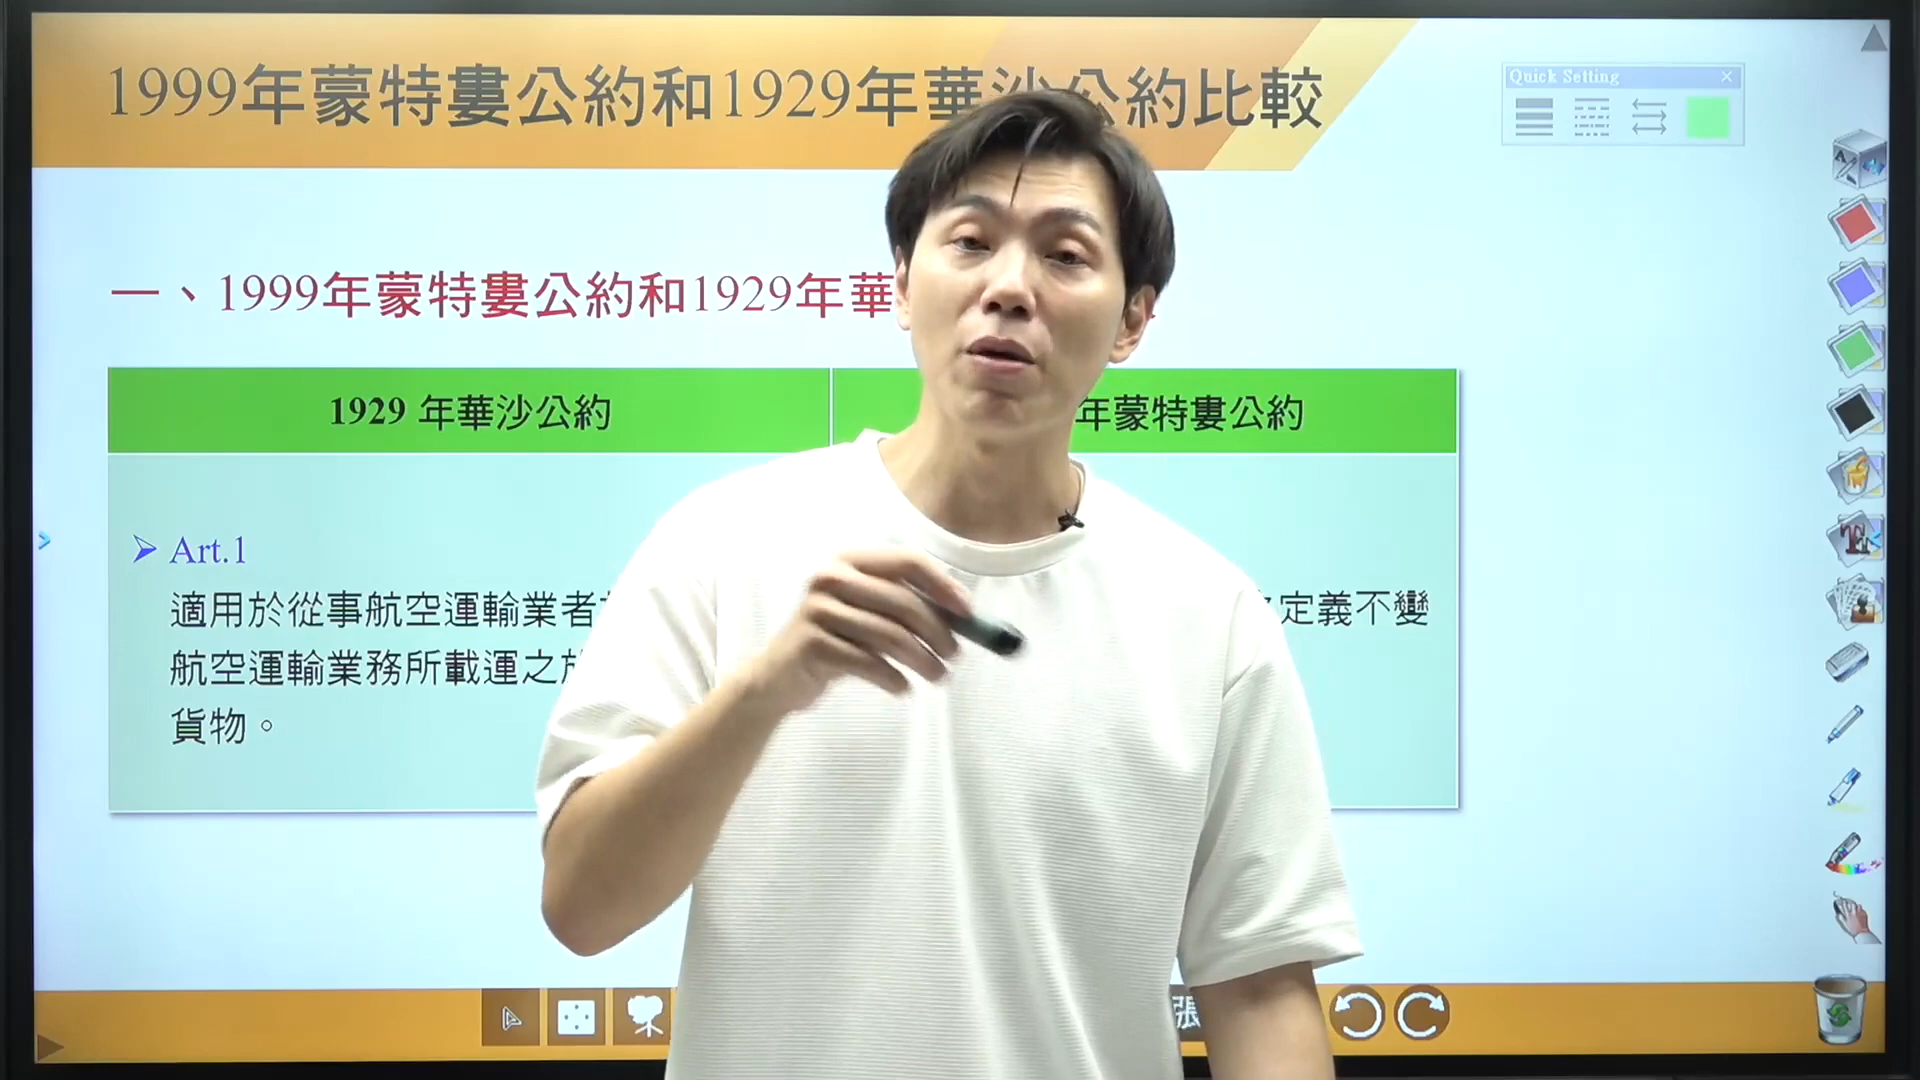 1999年蒙特婁公約和1929年華沙公約比較
Quick Setting
一、1999年蒙特婁公約和1929年華
1929 年華沙公約
年蒙特婁公約
Art.1
適用於從事航空運輸業者
定義不變
航空運輸業務所載運之
貨物。
張